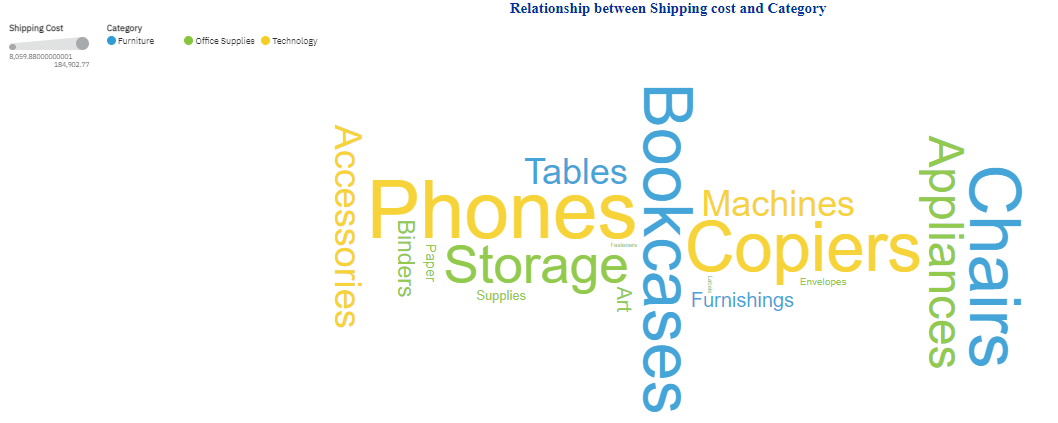 Relationship between Shipping cost and Category
Shipping Cost
8,059.88000000001
184,902.77
Category
Furniture
Office Supplies
Technology
Accessories
Phones
Binders
Paper
Storage
Supplies
Tables
Fasteners
Art
Bookcases
Machines
Copiers
Labels
Furnishings
Envelopes
Appliances
Chairs